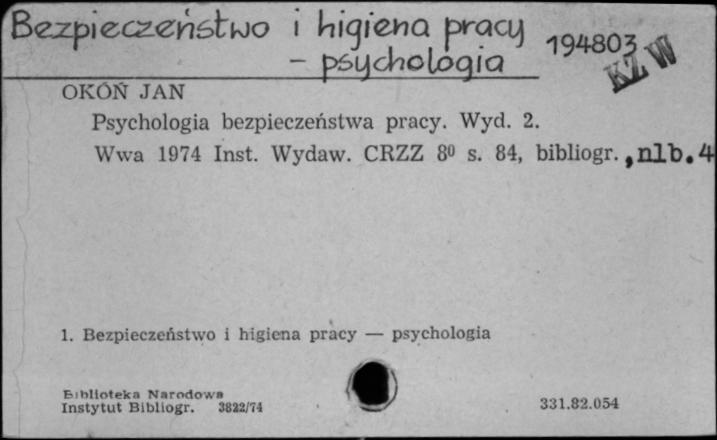 Bezpieczeństwo i higiena pracy
- psychologia
194803
KZW
OKOŃ JAN
Psychologia bezpieczeństwa pracy. Wyd. 2.
Wwa 1974 Inst. Wydaw. CRZZ 8⁰ s. 84, bibliogr. , nlb. 4
1. Bezpieczeństwo i higiena pracy — psychologia
Biblioteka Narodowa
Instytut Bibliogr. 3822/74
331.82.054